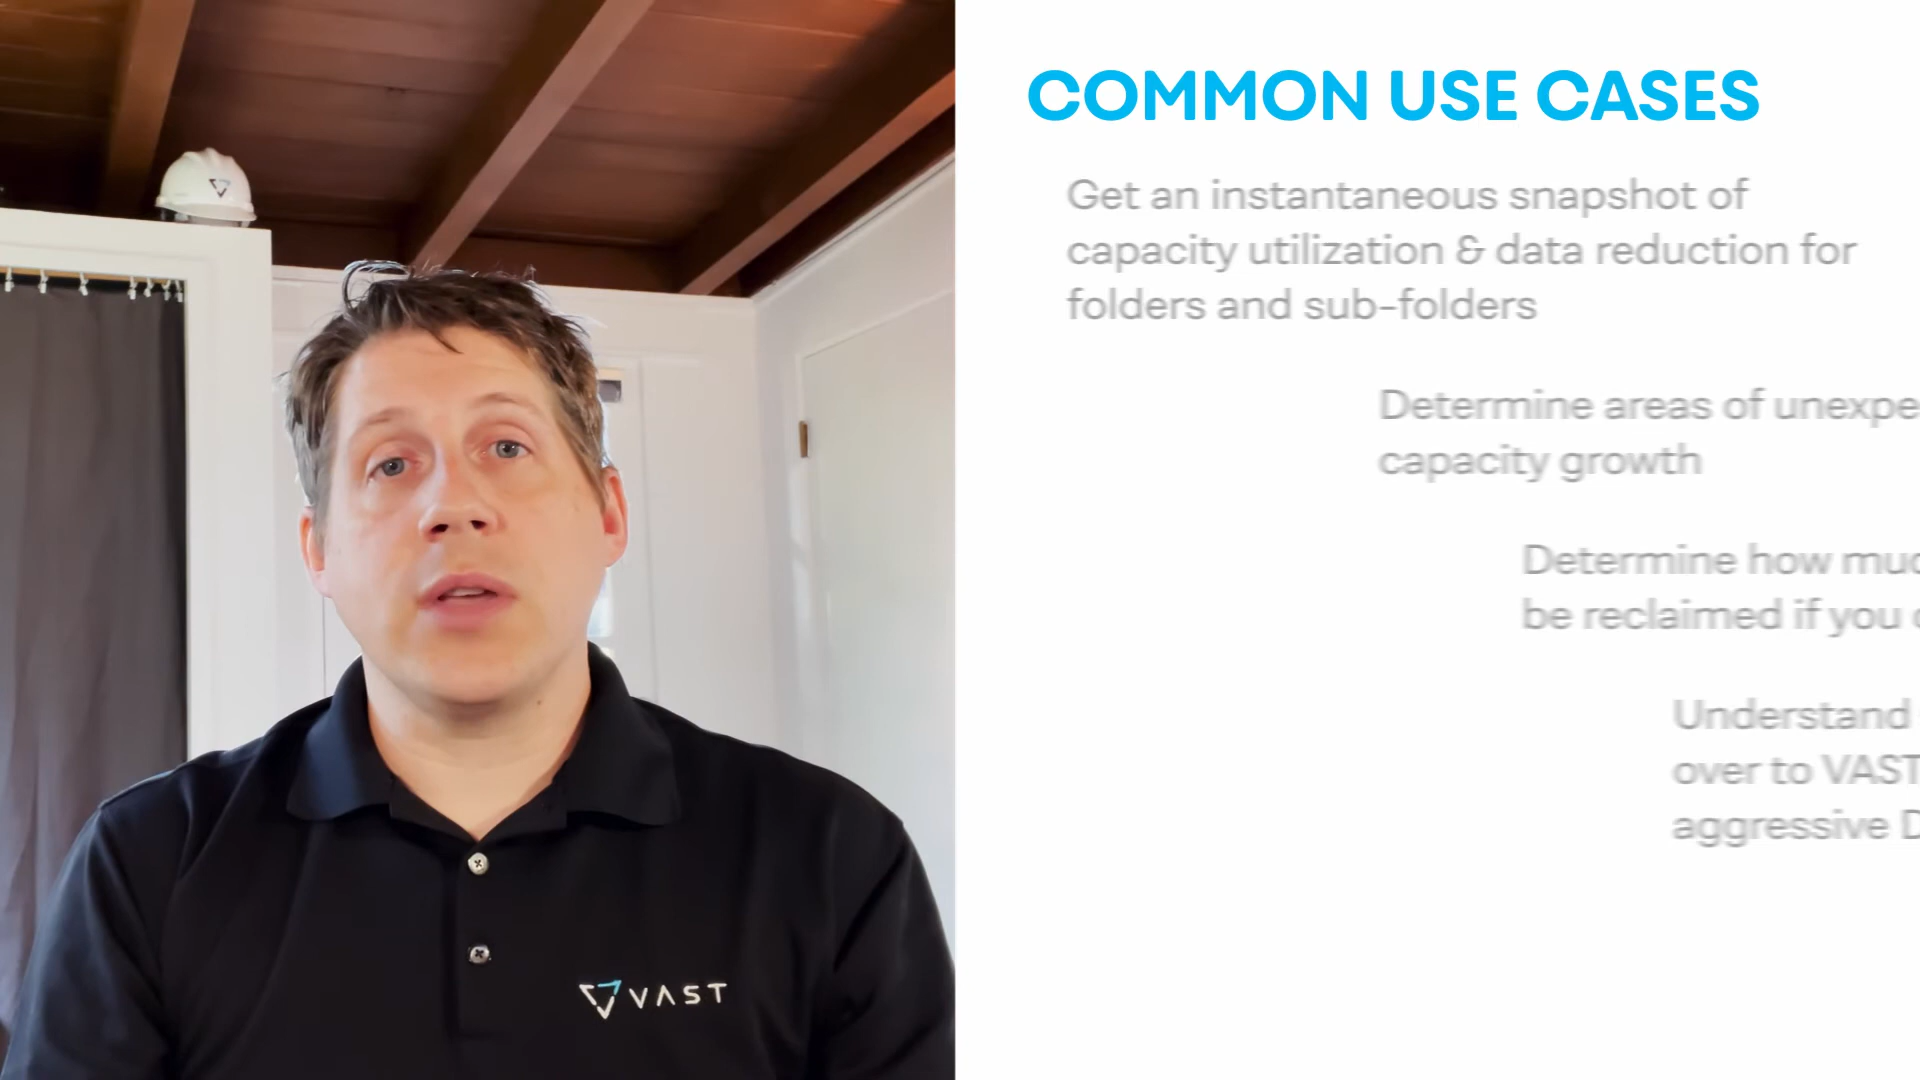 COMMON USE CASES
Get an instantaneous snapshot of
capacity utilization & data reduction for
folders and sub-folders
Determine areas of
capacity growth
Determine how
be reclaimed if you
Understand
over to VAST
aggressive
VAST